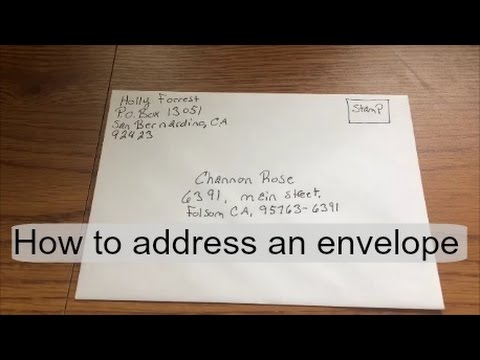 Holly Forrest
P.O. Box 13051
San Bernardino, CA
92423
Stamp
Channon Rose
6391, mein street,
Folsom CA, 95763-6391
How to address an envelope